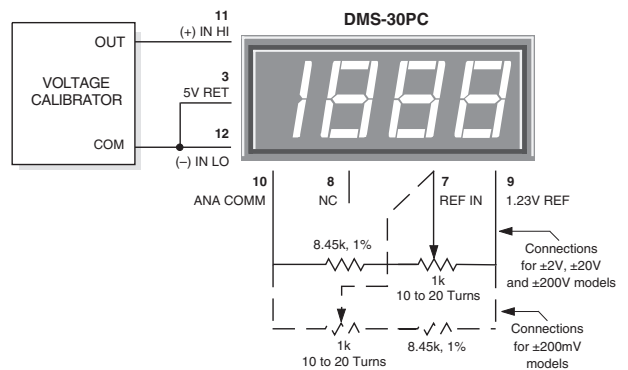 DMS-30PC
11
(+) IN HI
OUT
3
5V RET
VOLTAGE
CALIBRATOR
12
COM
(–) IN LO
1888
10
ANA COMM
8
NC
7
REF IN
9
1.23V REF
8.45k, 1%
1k
10 to 20 Turns
Connections
for ±2V, ±20V
and ±200V models
1k
10 to 20 Turns
8.45k, 1%
Connections
for ±200mV
models